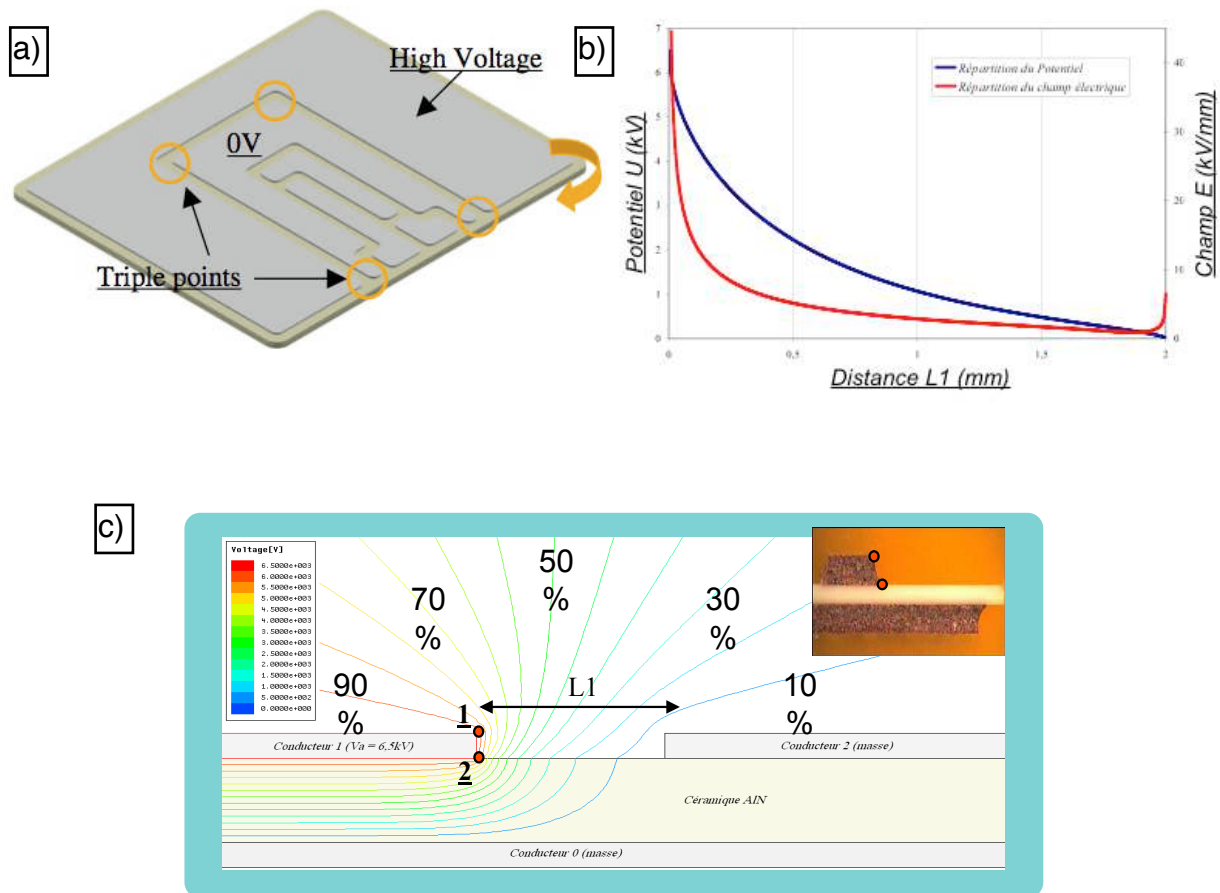 a)
High Voltage
0V
Triple points
b)
7
6
5
4
3
2
1
0
Potentiel U (kV)
Répartition du Potentiel
Répartition du champ électrique
40
30
20
10
0
Champ E (kV/mm)
0
0,5
1
1,5
2
Distance L1 (mm)
c)
Voltage[V]
6.5000e+003
6.0000e+003
5.5000e+003
5.0000e+003
4.5000e+003
4.0000e+003
3.5000e+003
3.0000e+003
2.5000e+003
2.0000e+003
1.5000e+003
1.0000e+003
5.0000e+002
0.0000e+000
90
%
70
%
50
%
30
%
10
%
L1
1
2
Conducteur 1 (Va = 6,5kV)
Conducteur 2 (masse)
Céramique AlN
Conducteur 0 (masse)